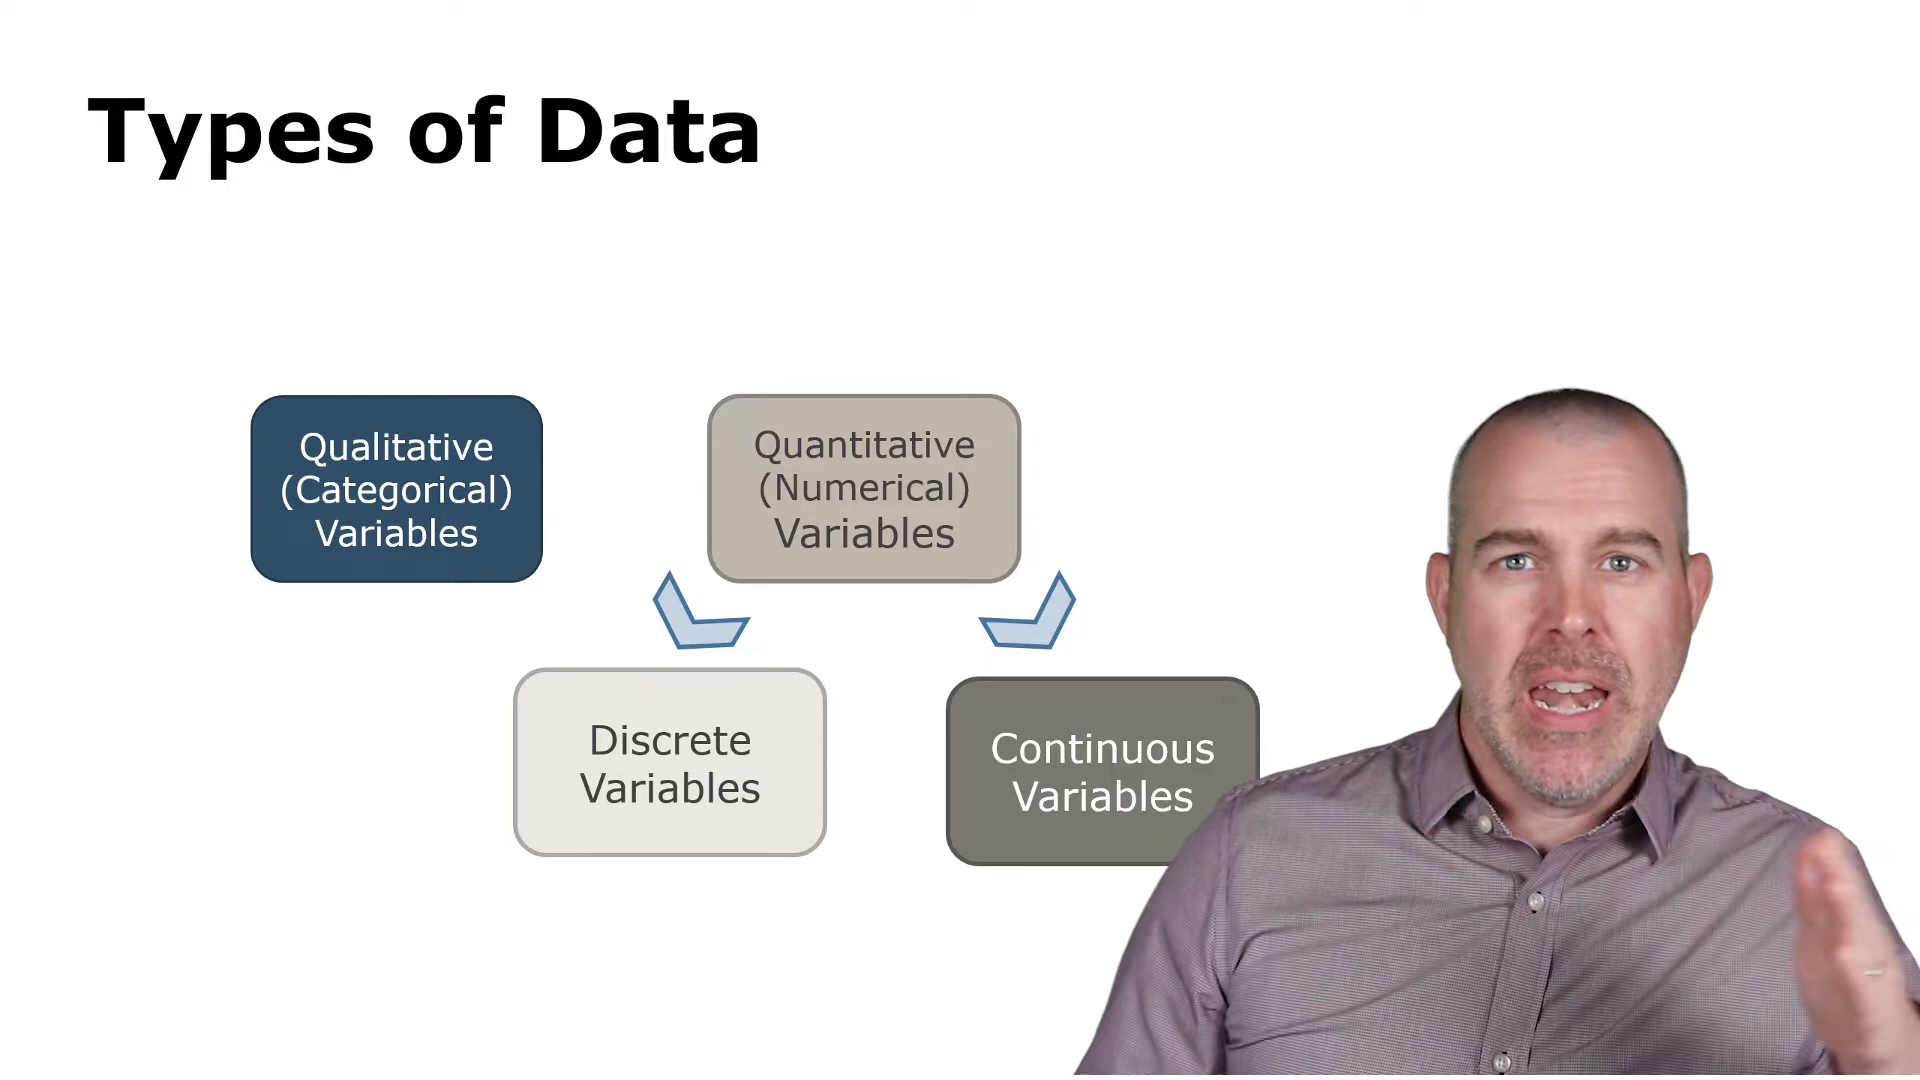 Types of Data
Qualitative
(Categorical)
Variables
Quantitative
(Numerical)
Variables
Discrete
Variables
Continuous
Variables